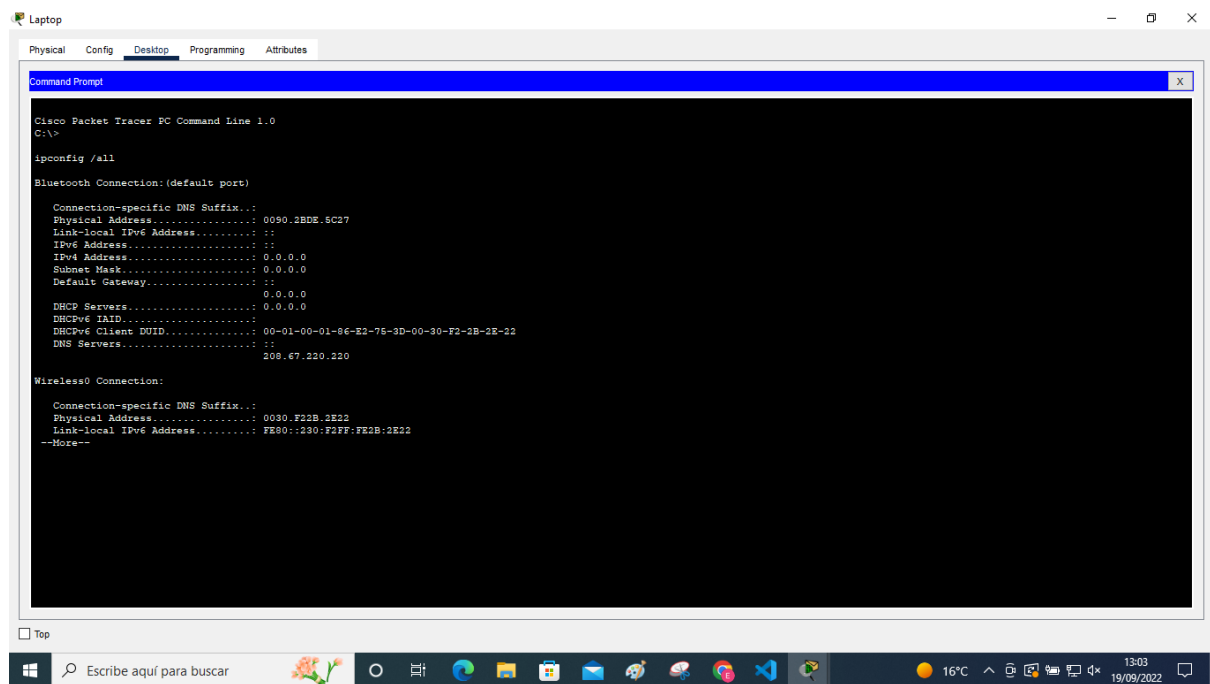 Laptop
Physical Config Desktop Programming Attributes
Command Prompt X
Cisco Packet Tracer PC Command Line 1.0
C:\>
ipconfig /all
Bluetooth Connection:(default port)
Connection-specific DNS Suffix..:
Physical Address................: 0090.2BDE.5C27
Link-local IPv6 Address.........: ::
IPv6 Address....................: ::
IPv4 Address....................: 0.0.0.0
Subnet Mask.....................: 0.0.0.0
Default Gateway.................: ::
0.0.0.0
DHCP Servers....................: 0.0.0.0
DHCPv6 IAID.....................:
DHCPv6 Client DUID..............: 00-01-00-01-86-E2-75-3D-00-30-F2-2B-2E-22
DNS Servers.....................: ::
208.67.220.220
Wireless0 Connection:
Connection-specific DNS Suffix..:
Physical Address................: 0030.F22B.2E22
Link-local IPv6 Address.........: FE80::230:F2FF:FE2B:2E22
--More--
Top
Escribe aquí para buscar
16°C
13:03
19/09/2022